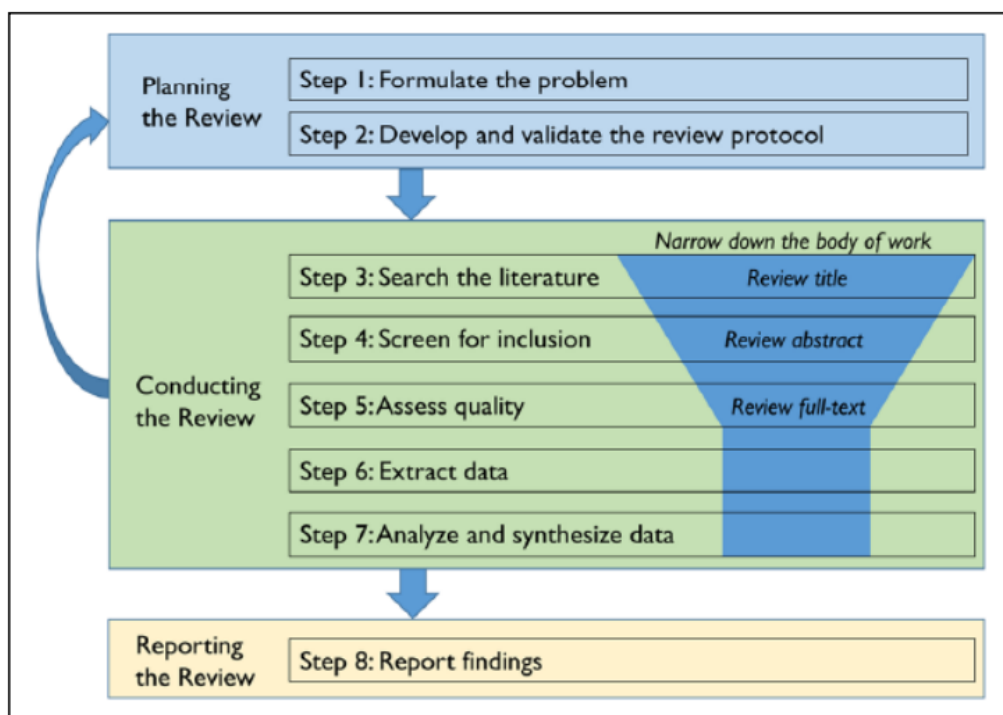 Planning
the Review
Step 1: Formulate the problem
Step 2: Develop and validate the review protocol
Conducting
the Review
Narrow down the body of work
Step 3: Search the literature
Review title
Step 4: Screen for inclusion
Review abstract
Step 5: Assess quality
Review full-text
Step 6: Extract data
Step 7: Analyze and synthesize data
Reporting
the Review
Step 8: Report findings